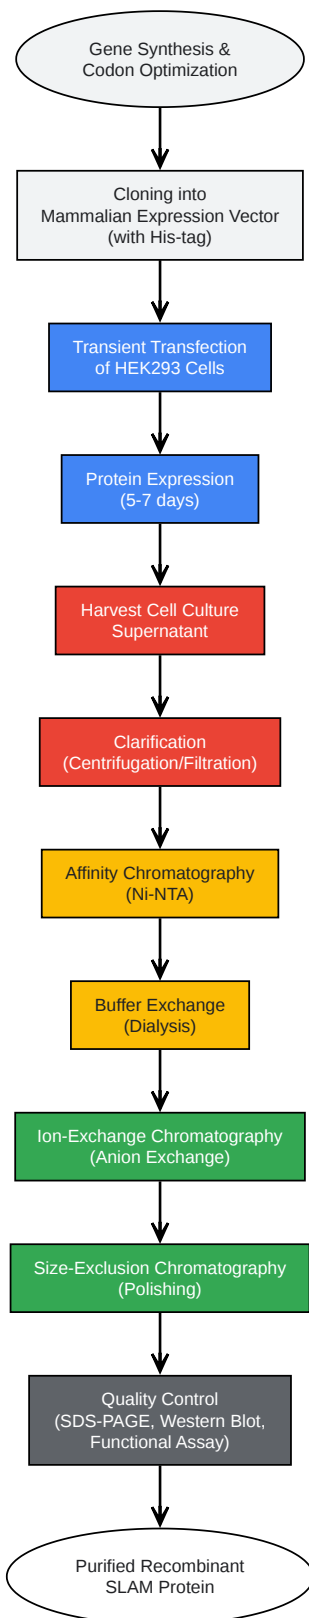 Gene Synthesis &
Codon Optimization
Cloning into
Mammalian Expression Vector
(with His-tag)
Transient Transfection
of HEK293 Cells
Protein Expression
(5-7 days)
Harvest Cell Culture
Supernatant
Clarification
(Centrifugation/Filtration)
Affinity Chromatography
(Ni-NTA)
Buffer Exchange
(Dialysis)
Ion-Exchange Chromatography
(Anion Exchange)
Size-Exclusion Chromatography
(Polishing)
Quality Control
(SDS-PAGE, Western Blot,
Functional Assay)
Purified Recombinant
SLAM Protein